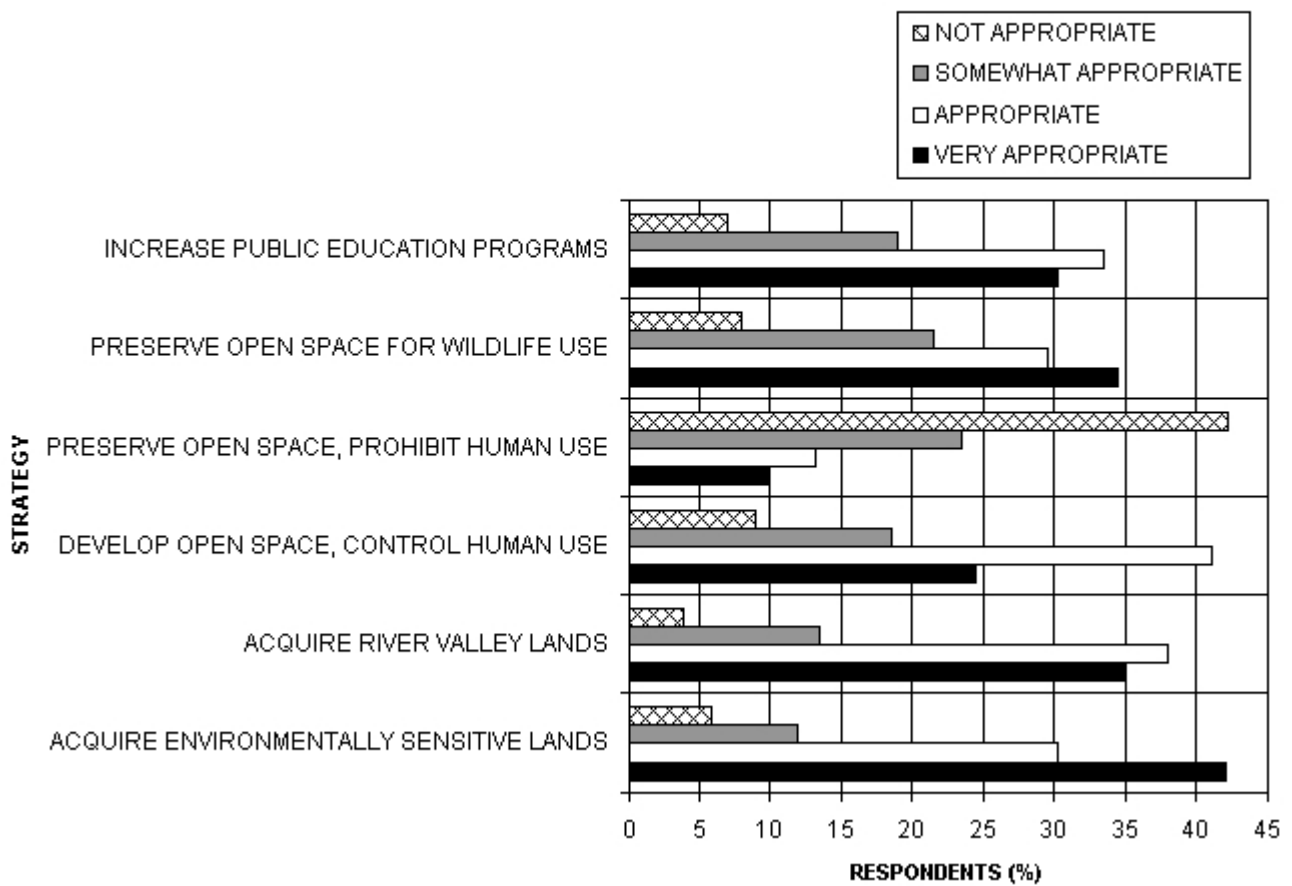 NOT APPROPRIATE
SOMEWHAT APPROPRIATE
APPROPRIATE
VERY APPROPRIATE
INCREASE PUBLIC EDUCATION PROGRAMS
PRESERVE OPEN SPACE FOR WILDLIFE USE
PRESERVE OPEN SPACE, PROHIBIT HUMAN USE
DEVELOP OPEN SPACE, CONTROL HUMAN USE
ACQUIRE RIVER VALLEY LANDS
ACQUIRE ENVIRONMENTALLY SENSITIVE LANDS
STRATEGY
0 5 10 15 20 25 30 35 40 45
RESPONDENTS (%)